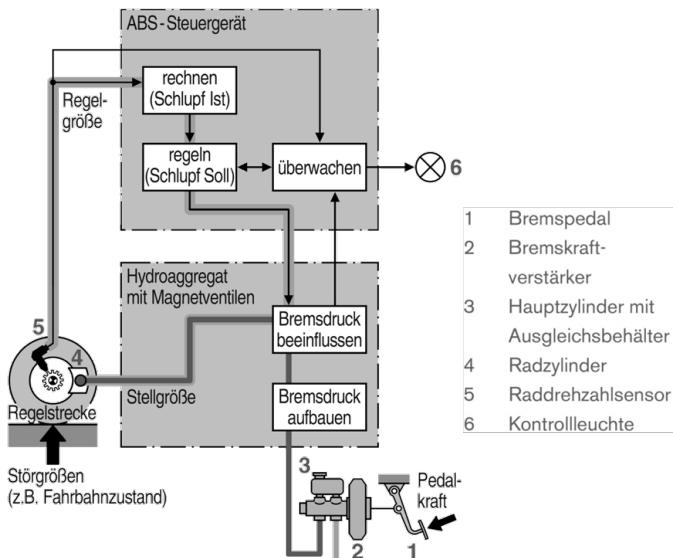 ABS-Steuergerät
rechnen
(Schlupf Ist)
Regel-
größe
regeln
(Schlupf Soll)
überwachen
6
Hydroaggregat
mit Magnetventilen
Bremsdruck
beeinflussen
5
4
Stellgröße
Bremsdruck
aufbauen
Regelstrecke
Störgrößen
(z.B. Fahrbahnzustand)
3
Pedal-
kraft
2
1
1 Bremspedal
2 Bremskraft-
verstärker
3 Hauptzylinder mit
Ausgleichsbehälter
4 Radzylinder
5 Raddrehzahlsensor
6 Kontrollleuchte